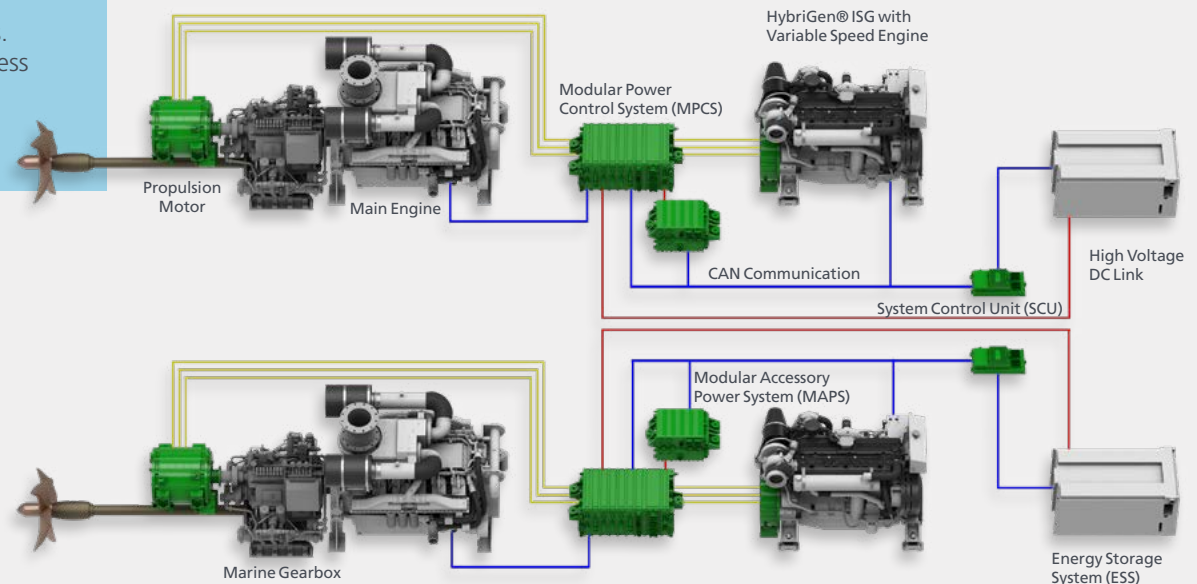 HybriGen® ISG with
Variable Speed Engine
Modular Power
Control System (MPCS)
Propulsion
Motor
Main Engine
CAN Communication
High Voltage
DC Link
System Control Unit (SCU)
Modular Accessory
Power System (MAPS)
Marine Gearbox
Energy Storage
System (ESS)